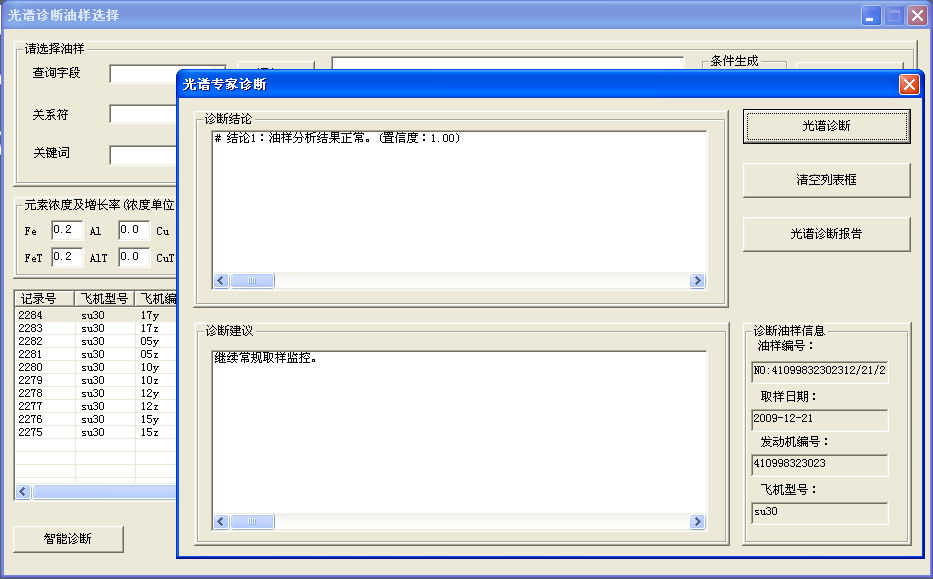 光谱诊断油样选择
请选择油样
查询字段
条件生成
关系符
关键词
元素浓度及增长率(浓度单位
Fe 0.2 Al 0.0 Cu
FeT 0.2 AlT 0.0 CuT
记录号 飞机型号 飞机编
2284 su30 17y
2283 su30 17z
2282 su30 05y
2281 su30 05z
2280 su30 10y
2279 su30 10z
2278 su30 12y
2277 su30 12z
2276 su30 15y
2275 su30 15z
智能诊断
光谱专家诊断
诊断结论
# 结论1：油样分析结果正常。(置信度：1.00)
光谱诊断
清空列表框
光谱诊断报告
诊断建议
继续常规取样监控。
诊断油样信息
油样编号：
NO:41099832302312/21/2
取样日期：
2009-12-21
发动机编号：
410998323023
飞机型号：
su30